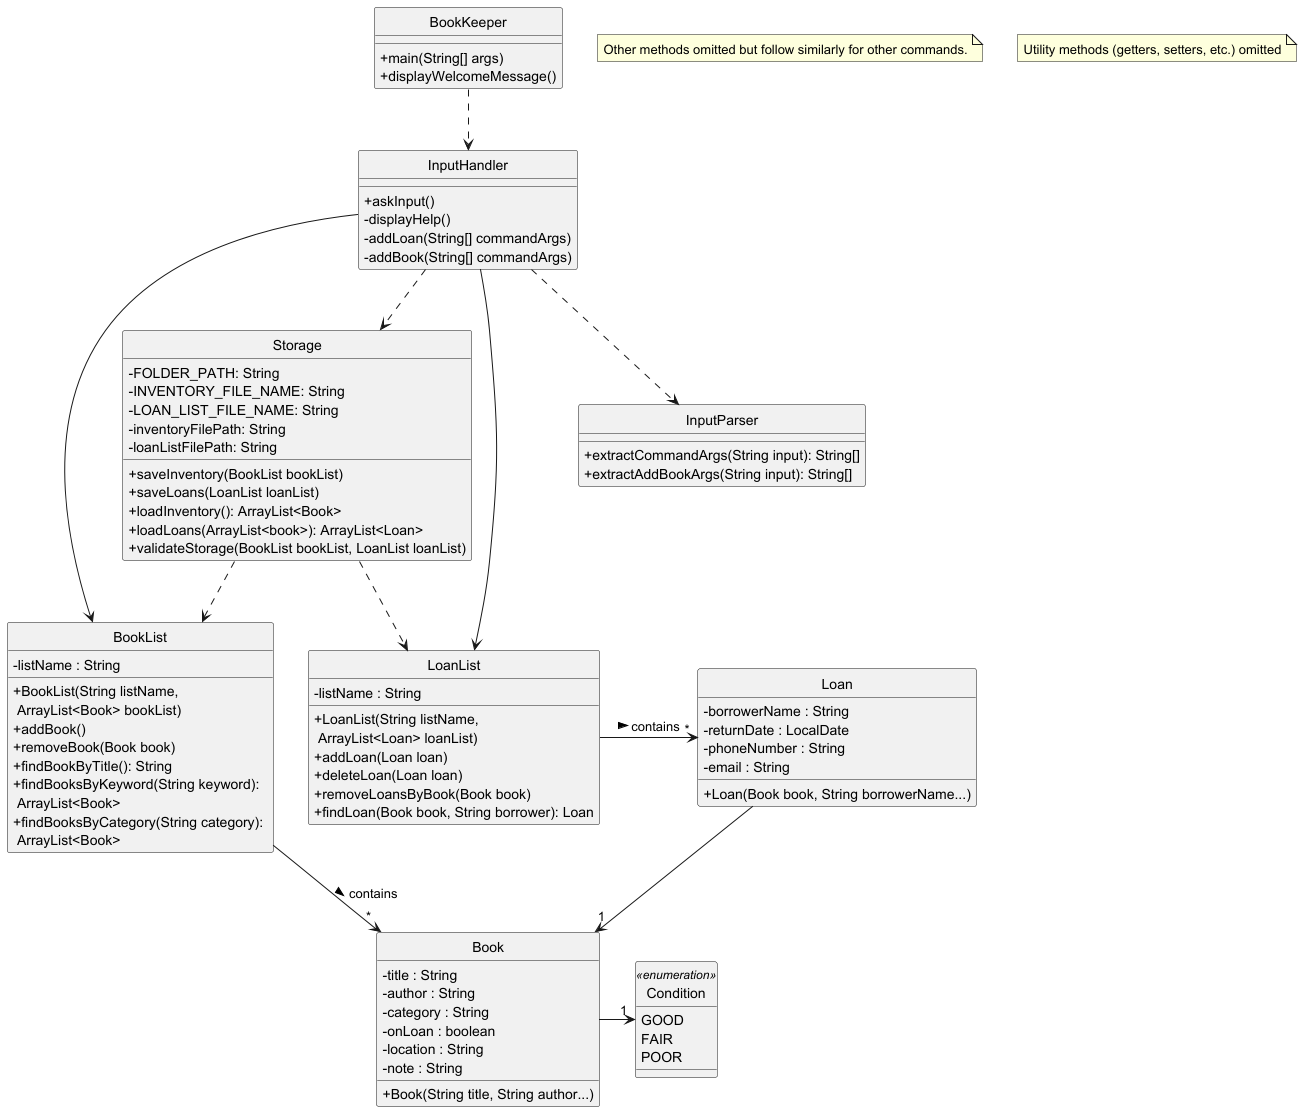 BookKeeper
+main(String[] args)
+displayWelcomeMessage()
Other methods omitted but follow similarly for other commands.
Utility methods (getters, setters, etc.) omitted
InputHandler
+askInput()
-displayHelp()
-addLoan(String[] commandArgs)
-addBook(String[] commandArgs)
Storage
-FOLDER_PATH: String
-INVENTORY_FILE_NAME: String
-LOAN_LIST_FILE_NAME: String
-inventoryFilePath: String
-loanListFilePath: String
+saveInventory(BookList bookList)
+saveLoans(LoanList loanList)
+loadInventory(): ArrayList<Book>
+loadLoans(ArrayList<book>): ArrayList<Loan>
+validateStorage(BookList bookList, LoanList loanList)
InputParser
+extractCommandArgs(String input): String[]
+extractAddBookArgs(String input): String[]
BookList
-listName : String
+BookList(String listName,
ArrayList<Book> bookList)
+addBook()
+removeBook(Book book)
+findBookByTitle(): String
+findBooksByKeyword(String keyword):
ArrayList<Book>
+findBooksByCategory(String category):
ArrayList<Book>
LoanList
-listName : String
+LoanList(String listName,
ArrayList<Loan> loanList)
+addLoan(Loan loan)
+deleteLoan(Loan loan)
+removeLoansByBook(Book book)
+findLoan(Book book, String borrower): Loan
contains
*
Loan
-borrowerName : String
-returnDate : LocalDate
-phoneNumber : String
-email : String
+Loan(Book book, String borrowerName...)
contains
*
1
Book
-title : String
-author : String
-category : String
-onLoan : boolean
-location : String
-note : String
+Book(String title, String author...)
1
«enumeration»
Condition
GOOD
FAIR
POOR